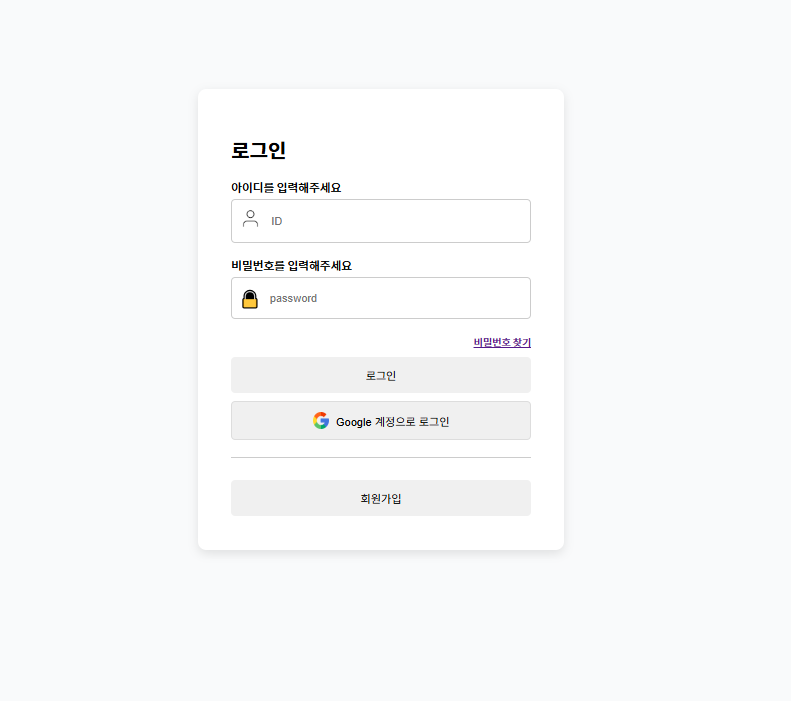 로그인
아이디를 입력해주세요
ID
비밀번호를 입력해주세요
password
비밀번호 찾기
로그인
Google 계정으로 로그인
회원가입